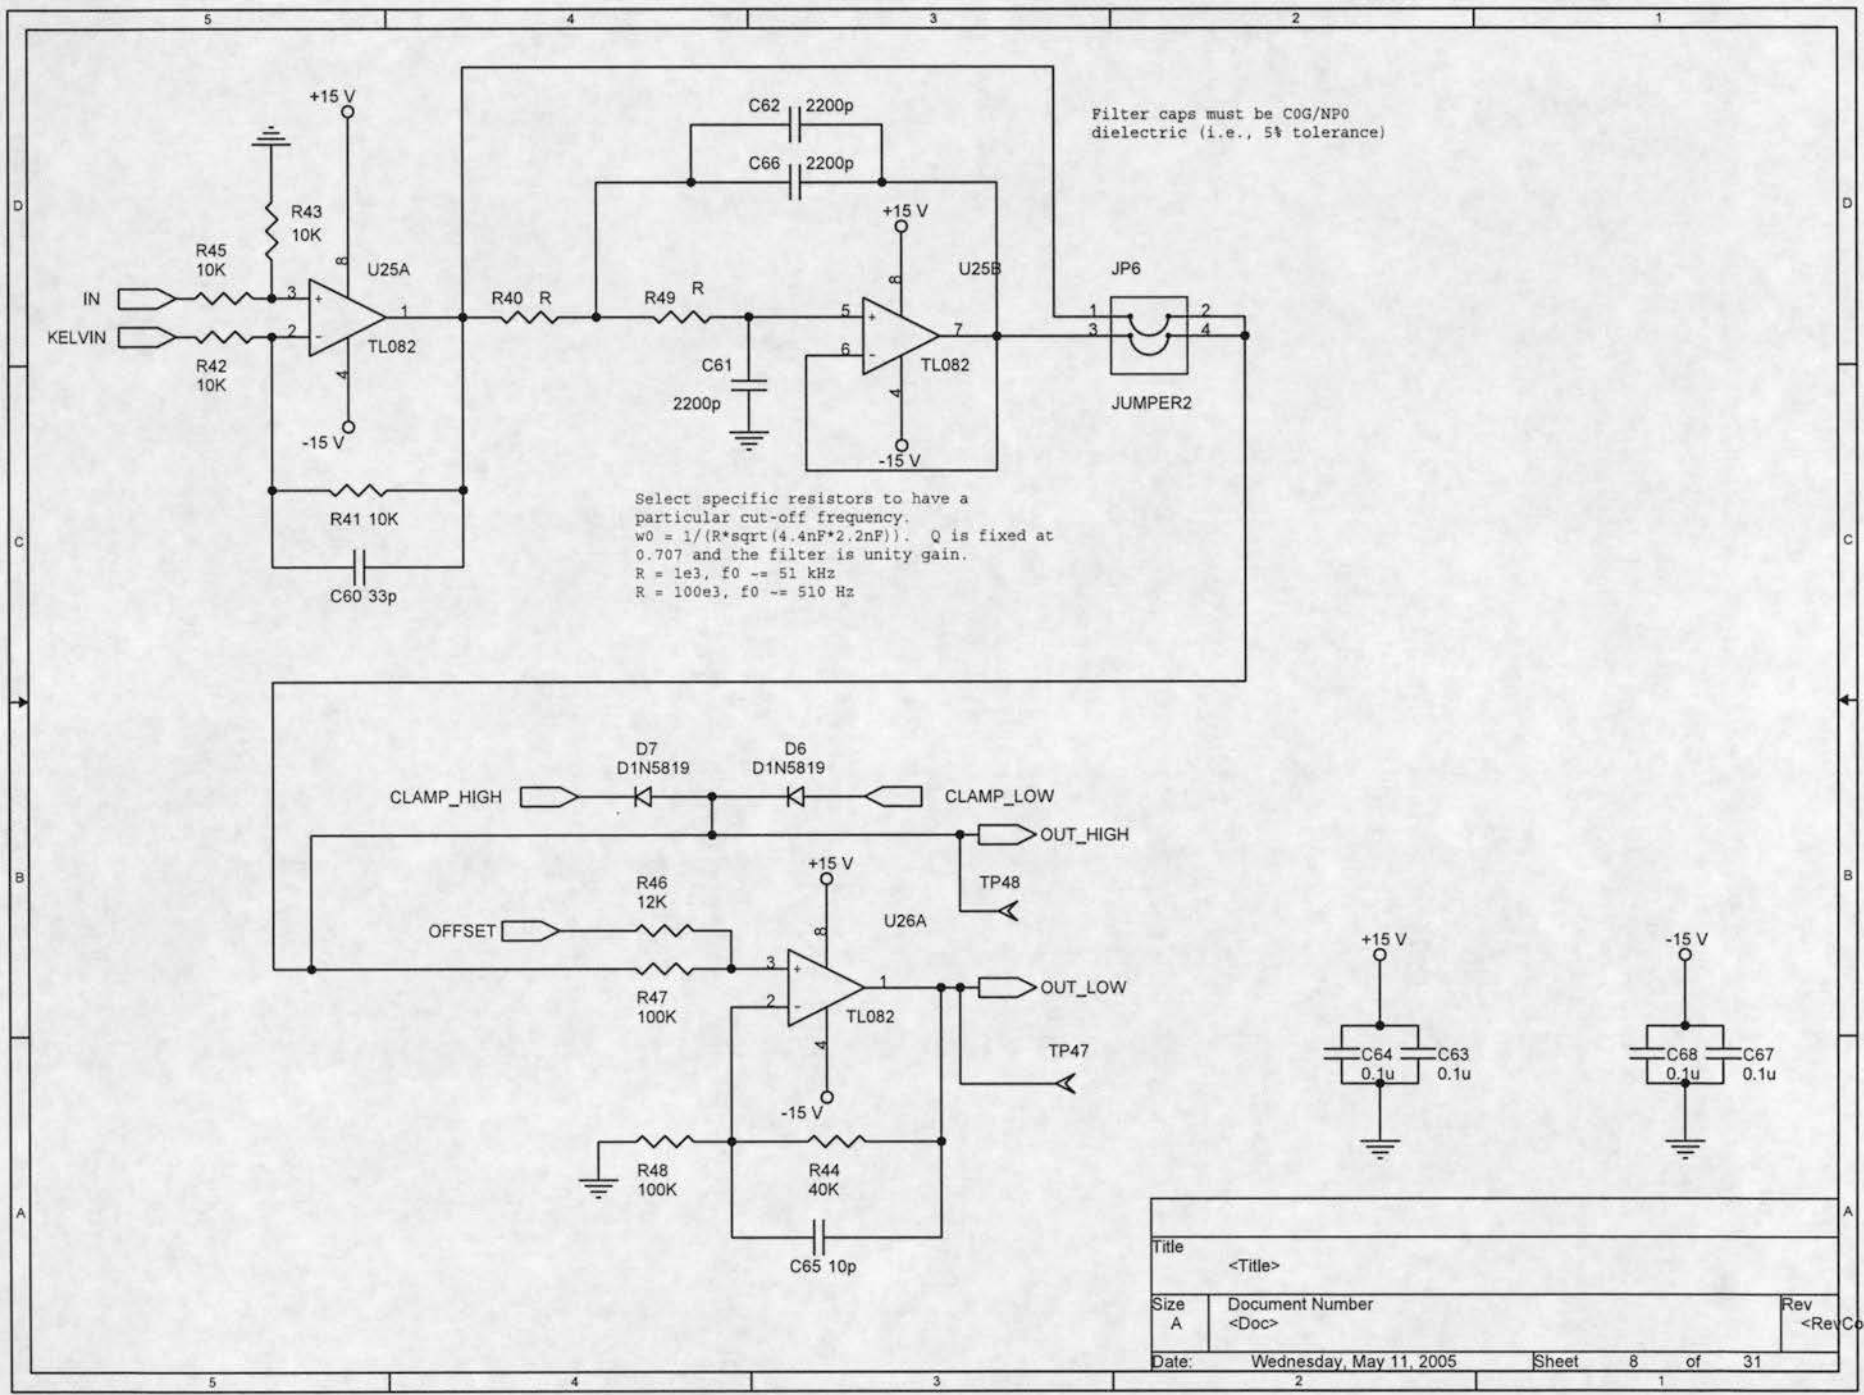 5 4 3 2 1
D
D
C
C
B
B
A
A
+15 V
R43
10K
R45
10K
IN
KELVIN
R42
10K
3
+
2
-
8
4
1
U25A
TL082
-15 V
R41 10K
C60 33p
C62 2200p
C66 2200p
R40 R
R49 R
C61
2200p
+15 V
U25B
8
5
+
6
-
7
4
TL082
-15 V
Filter caps must be C0G/NP0
dielectric (i.e., 5% tolerance)
JP6
1 2
3 4
JUMPER2
Select specific resistors to have a
particular cut-off frequency.
w0 = 1/(R*sqrt(4.4nF*2.2nF)). Q is fixed at
0.707 and the filter is unity gain.
R = 1e3, f0 ~= 51 kHz
R = 100e3, f0 ~= 510 Hz
D7
D1N5819
D6
D1N5819
CLAMP_HIGH
CLAMP_LOW
OUT_HIGH
+15 V
TP48
R46
12K
OFFSET
U26A
8
3
+
2
-
1
4
R47
100K
TL082
OUT_LOW
TP47
-15 V
R48
100K
R44
40K
C65 10p
+15 V
C64
0.1u
C63
0.1u
-15 V
C68
0.1u
C67
0.1u
Title
<Title>
Size
A
Document Number
<Doc>
Rev
<RevCo
Date: Wednesday, May 11, 2005 Sheet 8 of 31
5 4 3 2 1